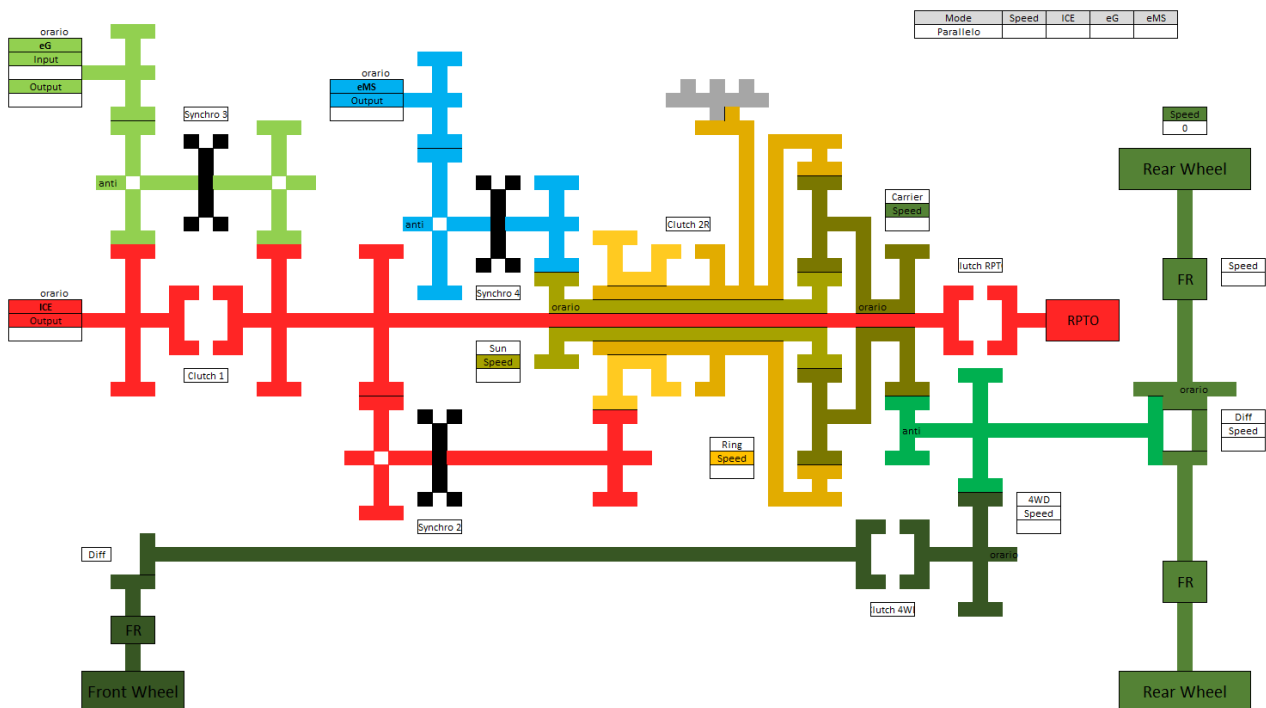 Mode Speed ICE eG eMS
Parallelo
orario
eG
Input
Output
orario
eMS
Output
Synchro 3
Speed
0
Rear Wheel
anti
Carrier
Speed
anti
Clutch 2R
lutch RPT
FR
Speed
Synchro 4
orario
ICE
Output
orario
orario
RPTO
Sun
Speed
Clutch 1
orario
Diff
Speed
anti
Ring
Speed
4WD
Speed
Synchro 2
Diff
orario
FR
lutch 4W
FR
Front Wheel
Rear Wheel